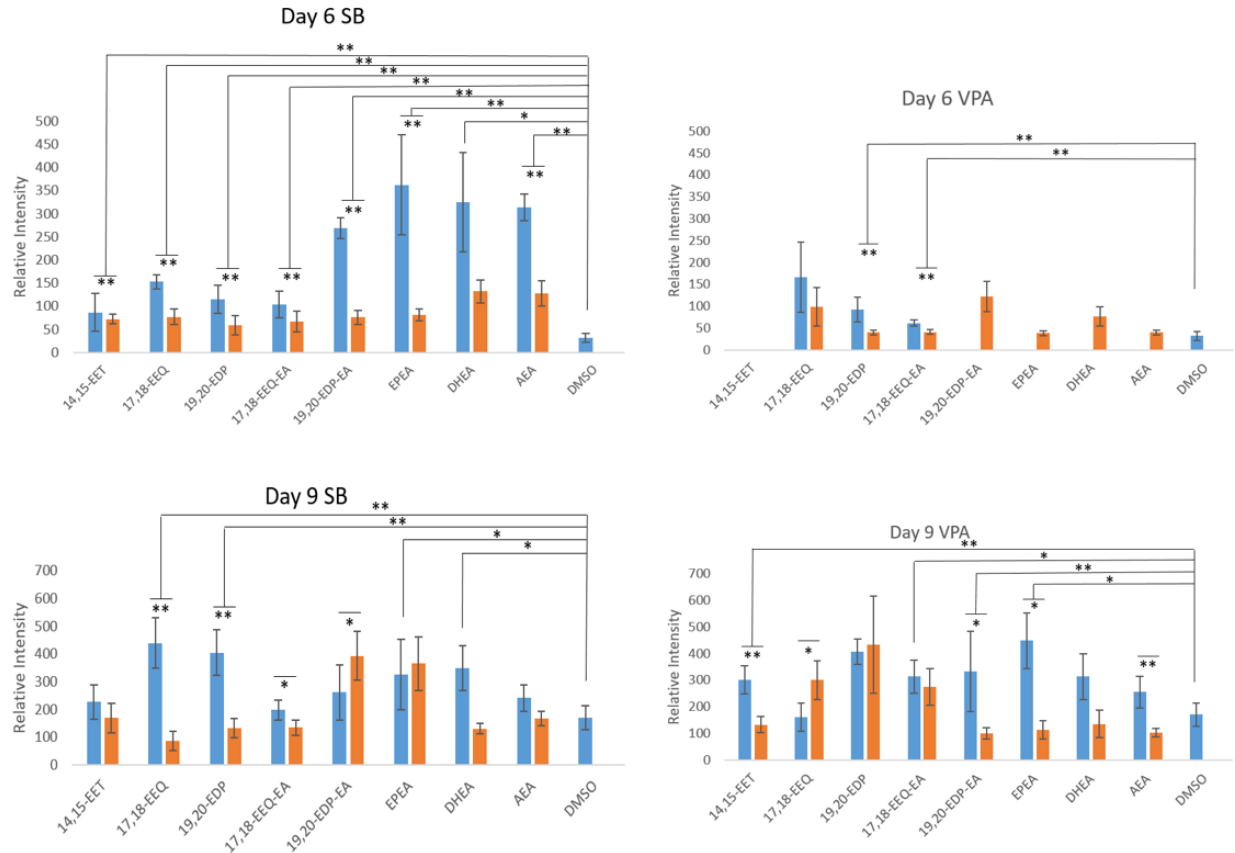 Day 6 SB
**
**
**
**
**
**
*
**
**
**
**
**
**
**
**
Relative Intensity
500
450
400
350
300
250
200
150
100
50
0
14,15-EET
17,18-EEQ
19,20-EDP
17,18-EEQ-EA
19,20-EDP-EA
EPEA
DHEA
AEA
DMSO
Day 6 VPA
**
**
**
**
Relative Intensity
500
450
400
350
300
250
200
150
100
50
0
14,15-EET
17,18-EEQ
19,20-EDP
17,18-EEQ-EA
19,20-EDP-EA
EPEA
DHEA
AEA
DMSO
Day 9 SB
**
**
*
*
**
**
*
*
Relative Intensity
700
600
500
400
300
200
100
0
14,15-EET
17,18-EEQ
19,20-EDP
17,18-EEQ-EA
19,20-EDP-EA
EPEA
DHEA
AEA
DMSO
Day 9 VPA
**
*
**
*
**
*
*
*
**
Relative Intensity
700
600
500
400
300
200
100
0
14,15-EET
17,18-EEQ
19,20-EDP
17,18-EEQ-EA
19,20-EDP-EA
EPEA
DHEA
AEA
DMSO